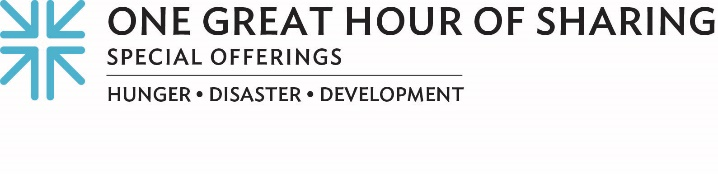 ONE GREAT HOUR OF SHARING
SPECIAL OFFERINGS
HUNGER • DISASTER • DEVELOPMENT